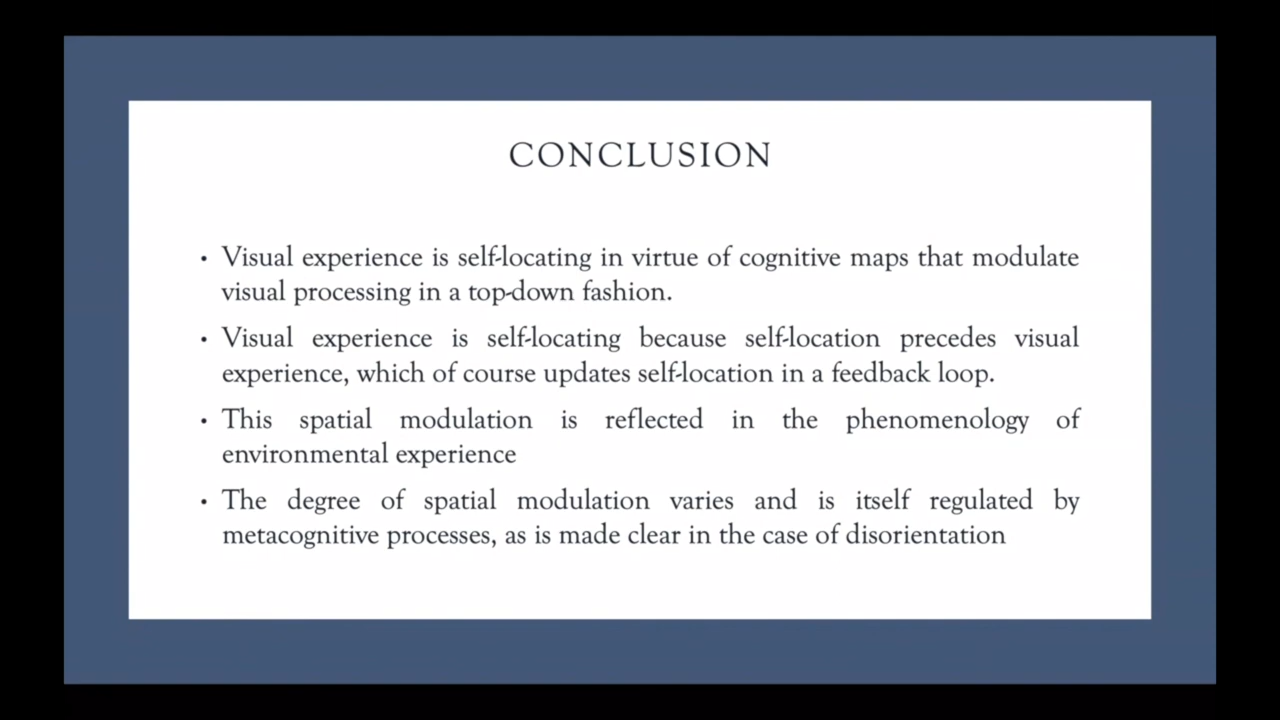 CONCLUSION
• Visual experience is self-locating in virtue of cognitive maps that modulate
visual processing in a top-down fashion.
• Visual experience is self-locating because self-location precedes visual
experience, which of course updates self-location in a feedback loop.
• This spatial modulation is reflected in the phenomenology of
environmental experience
• The degree of spatial modulation varies and is itself regulated by
metacognitive processes, as is made clear in the case of disorientation